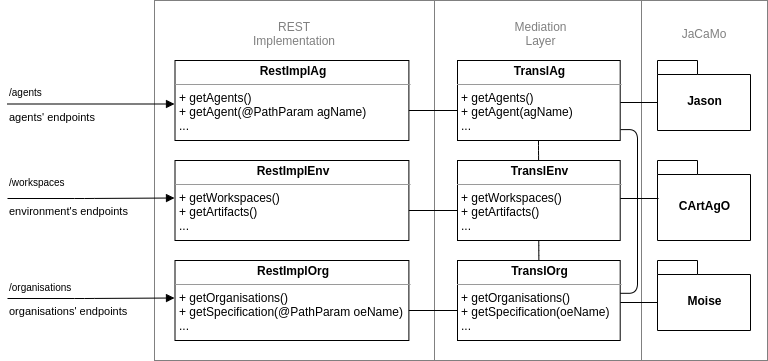 REST
Implementation
Mediation
Layer
JaCaMo
/agents
agents' endpoints
RestImplAg
+ getAgents()
+ getAgent(@PathParam agName)
...
TranslAg
+ getAgents()
+ getAgent(agName)
...
Jason
/workspaces
environment's endpoints
RestImplEnv
+ getWorkspaces()
+ getArtifacts()
...
TranslEnv
+ getWorkspaces()
+ getArtifacts()
...
CArtAgO
/organisations
organisations' endpoints
RestImplOrg
+ getOrganisations()
+ getSpecification(@PathParam oeName)
...
TranslOrg
+ getOrganisations()
+ getSpecification(oeName)
...
Moise